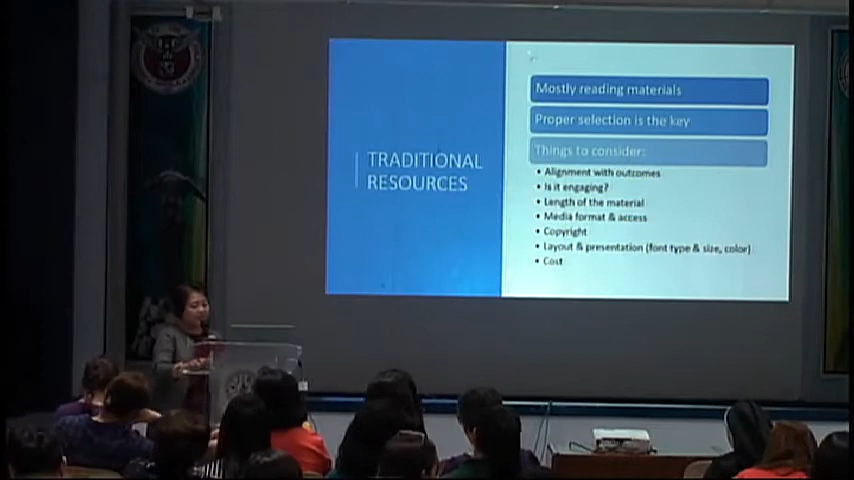 TRADITIONAL
RESOURCES
Mostly reading materials
Proper selection is the key
Things to consider:
• Alignment with outcomes
• Is it engaging?
• Length of the material
• Media format & access
• Copyright
• Layout & presentation (font type & size, color)
• Cost